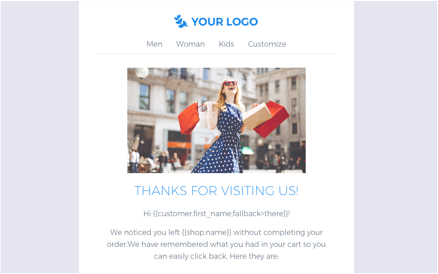 YOUR LOGO
Men Woman Kids Customize
THANKS FOR VISITING US!
Hi {{customer.first_name,fallback=there}}!
We noticed you left {{shop.name}} without completing your
order.We have remembered what you had in your cart so you
can easily click back. Here they are: